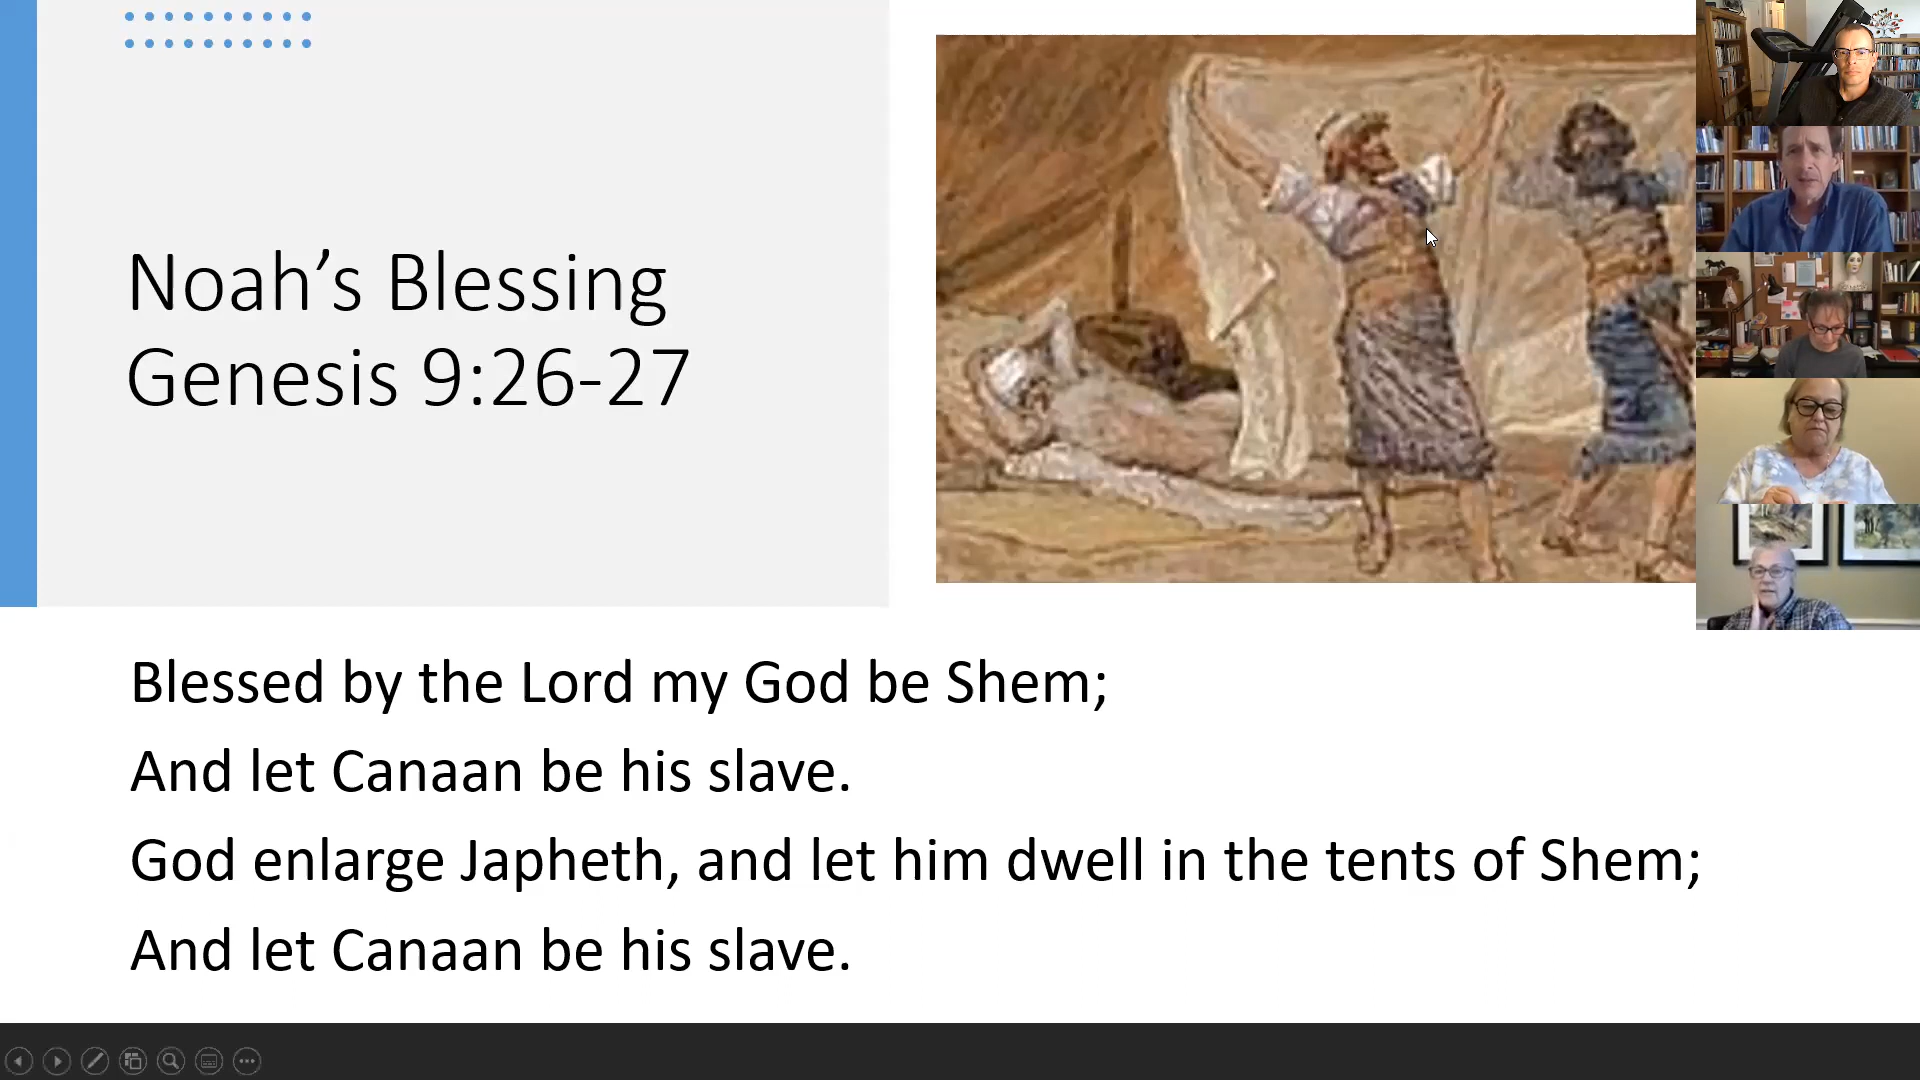 Noah’s Blessing
Genesis 9:26-27
Blessed by the Lord my God be Shem;
And let Canaan be his slave.
God enlarge Japheth, and let him dwell in the tents of Shem;
And let Canaan be his slave.